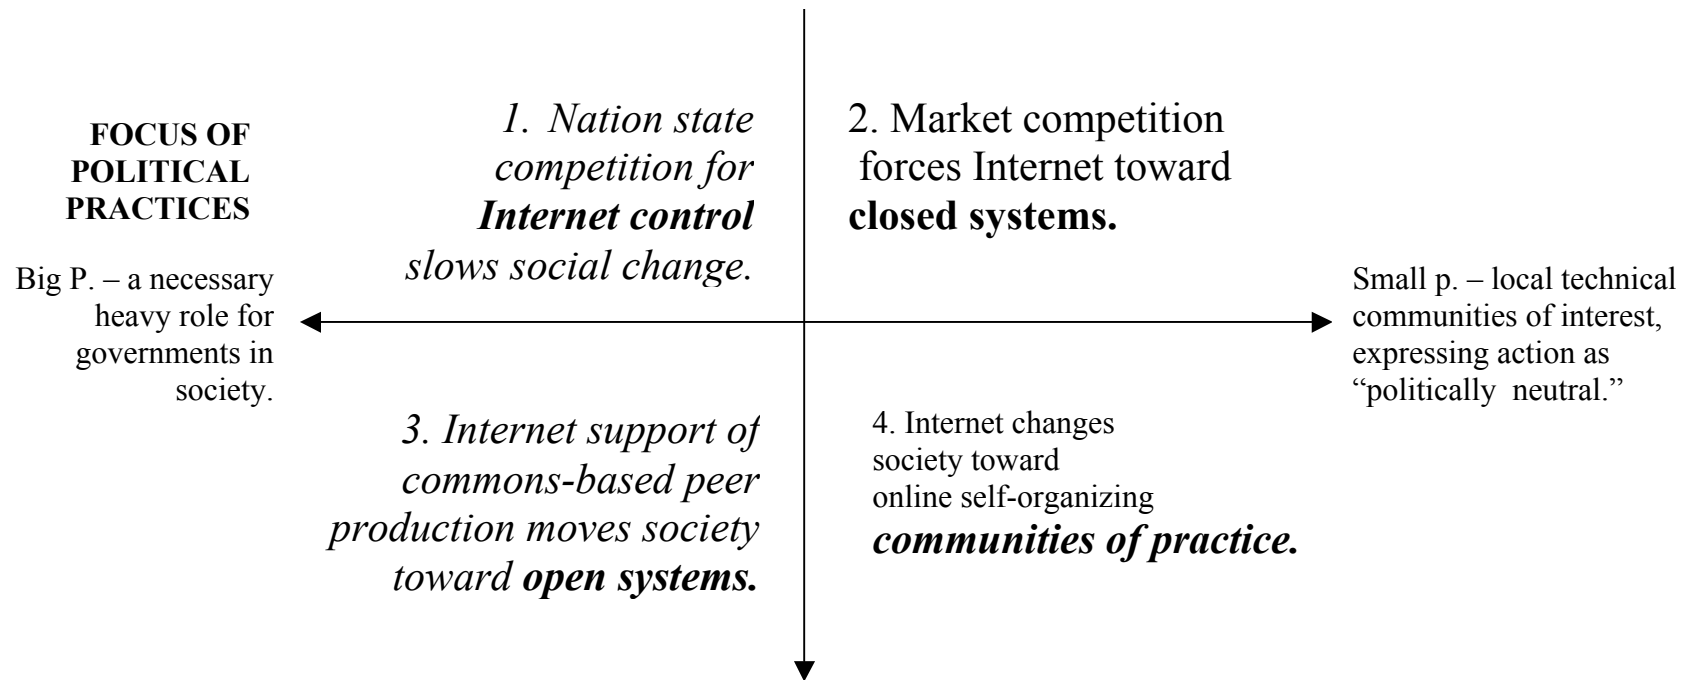 FOCUS OF
POLITICAL
PRACTICES
1. Nation state
competition for
Internet control
slows social change.
2. Market competition
forces Internet toward
closed systems.
Big P. – a necessary
heavy role for
governments in
society.
Small p. – local technical
communities of interest,
expressing action as
“politically neutral.”
3. Internet support of
commons-based peer
production moves society
toward open systems.
4. Internet changes
society toward
online self-organizing
communities of practice.